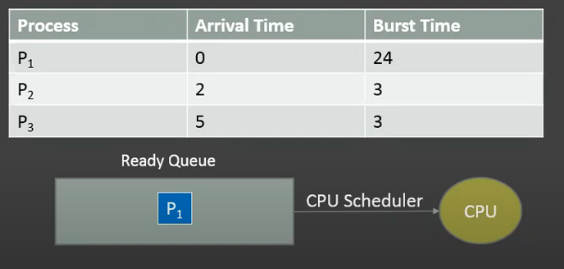 Process Arrival Time Burst Time
P₁ 0 24
P₂ 2 3
P₃ 5 3
Ready Queue
P₁ CPU Scheduler CPU